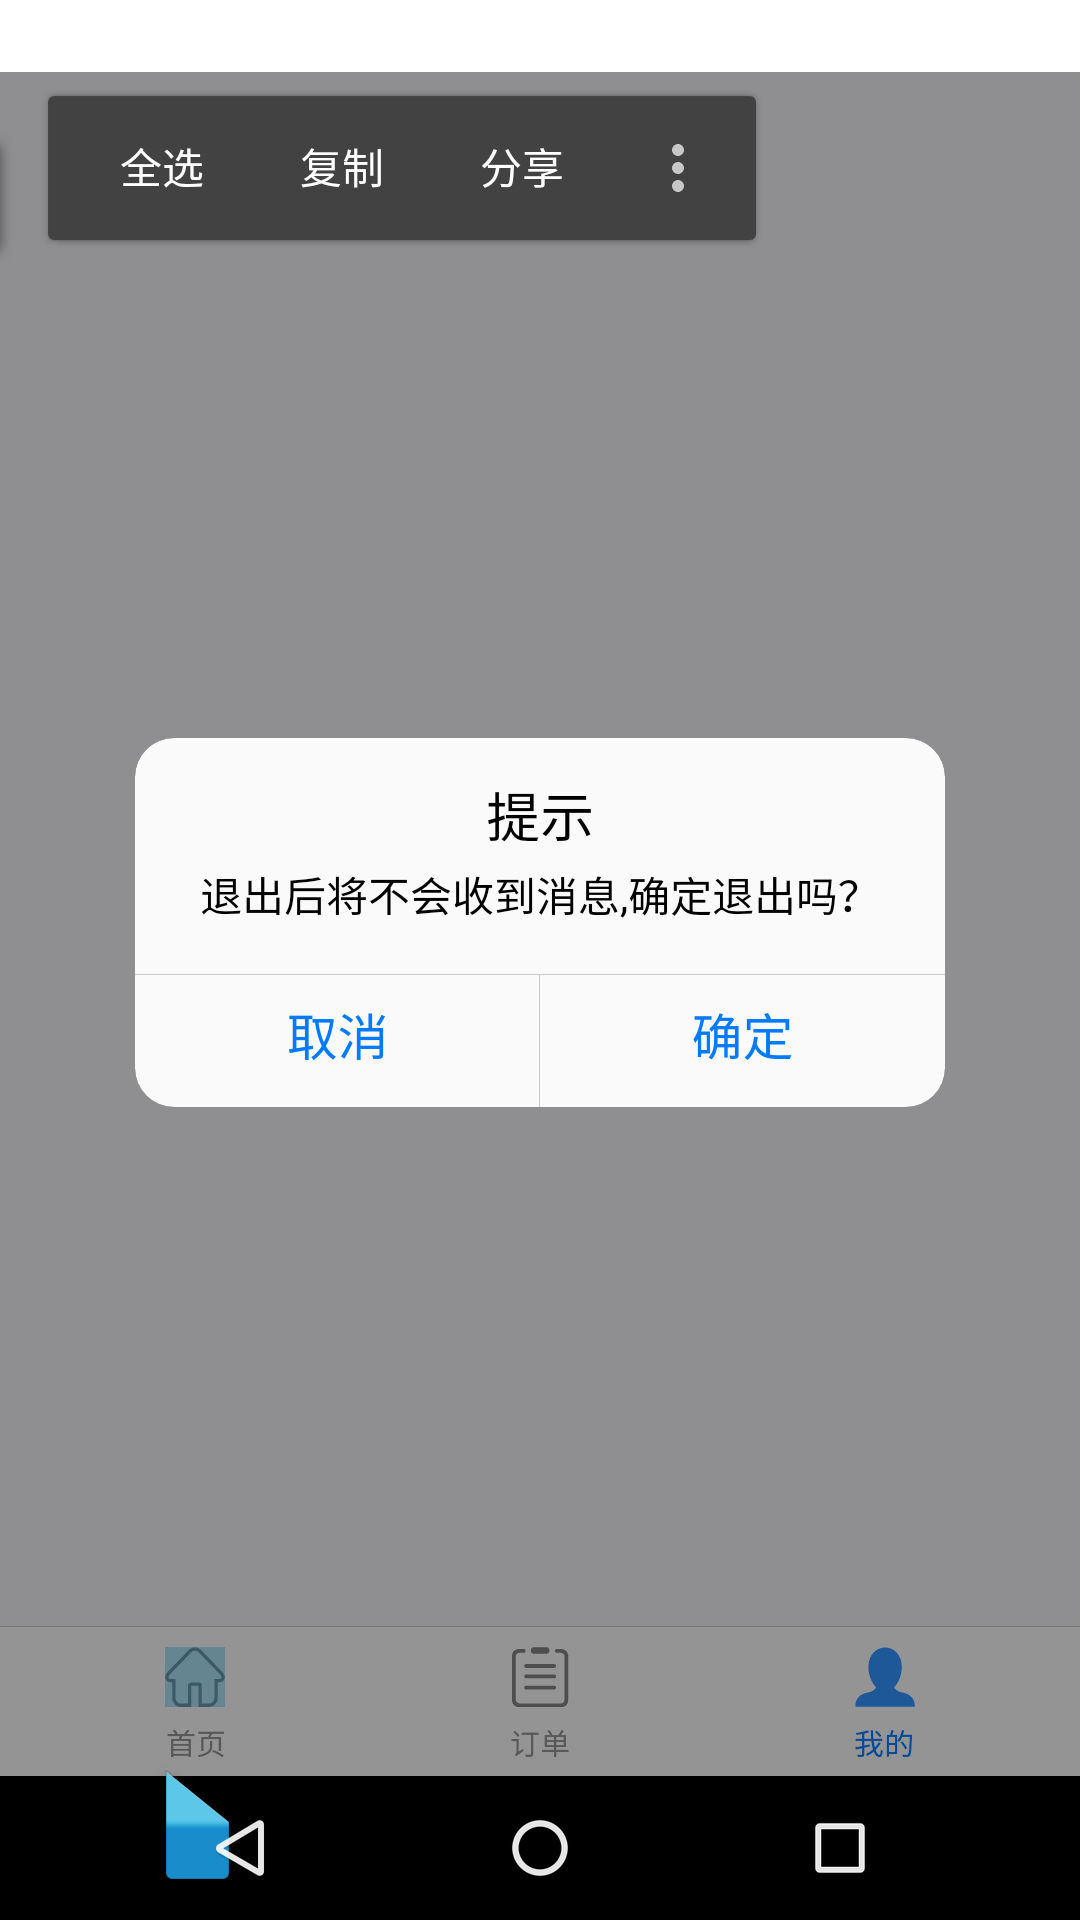 全选 复制 分享
提示
退出后将不会收到消息,确定退出吗?
取消 确定
首页 订单 我的